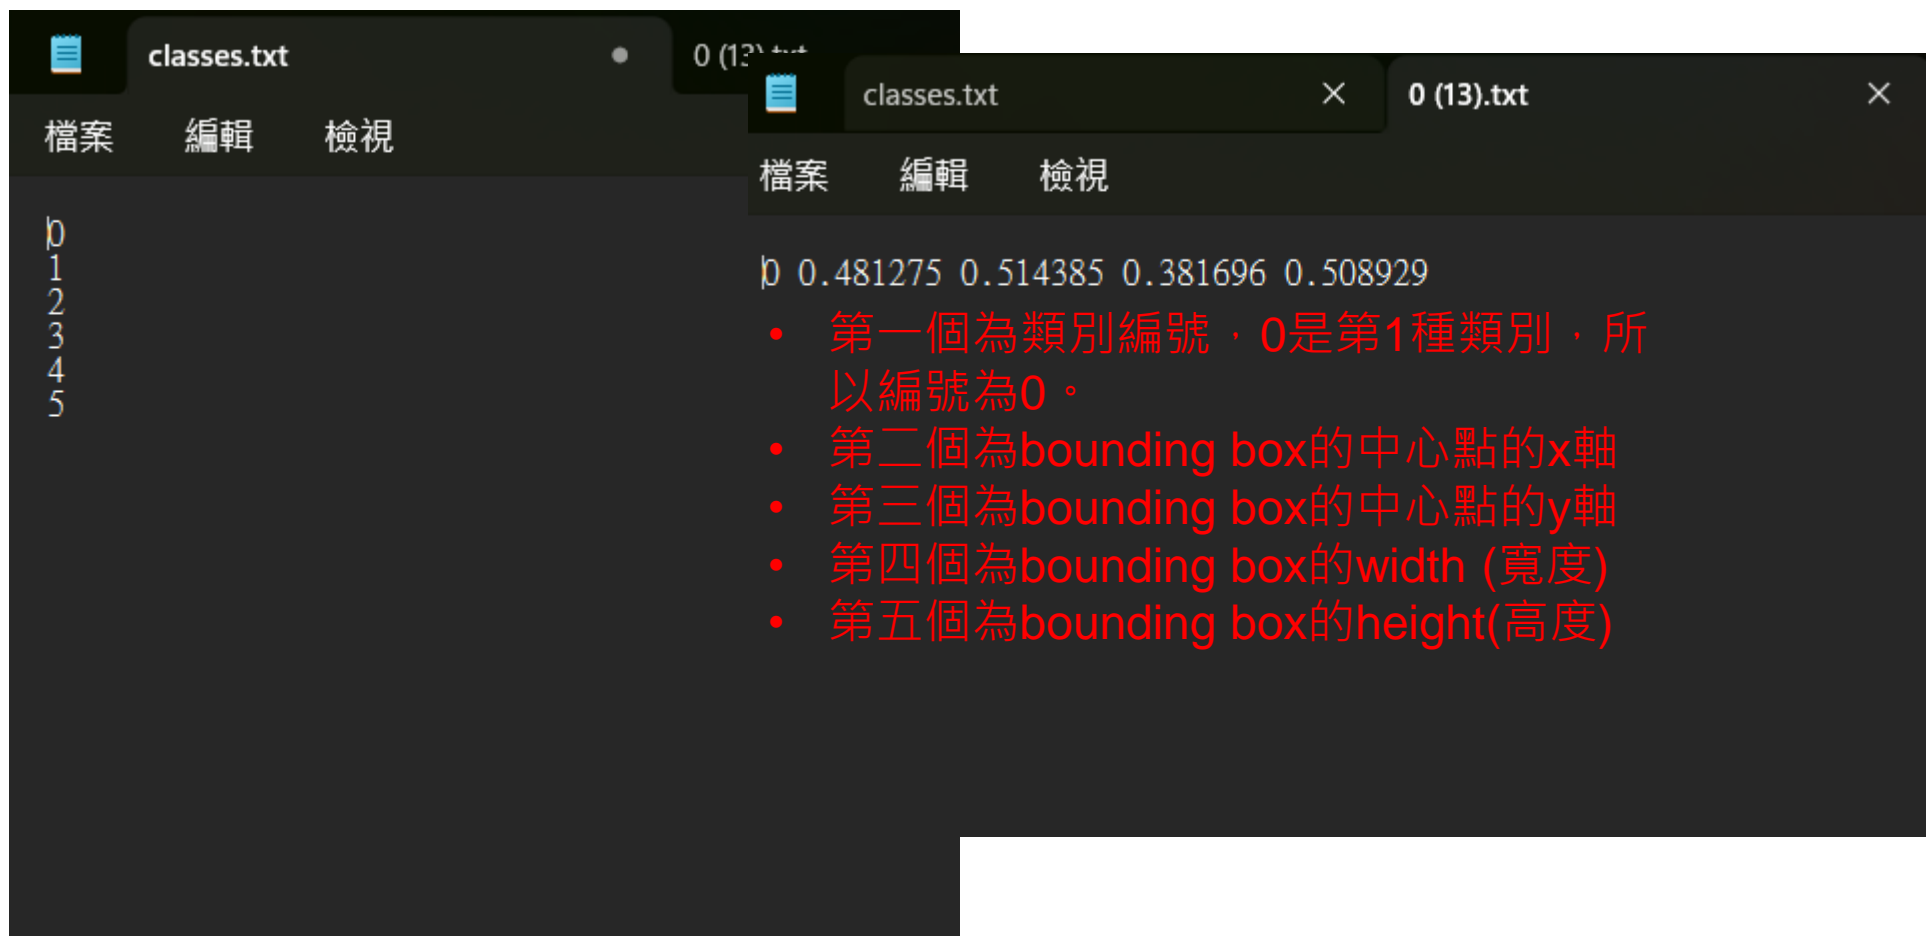 classes.txt
檔案 編輯 檢視
0
1
2
3
4
5
classes.txt 0 (13).txt
檔案 編輯 檢視
0 0.481275 0.514385 0.381696 0.508929
• 第一個為類別編號，0是第1種類別，所
以編號為0。
• 第二個為bounding box的中心點的x軸
• 第三個為bounding box的中心點的y軸
• 第四個為bounding box的width (寬度)
• 第五個為bounding box的height(高度)